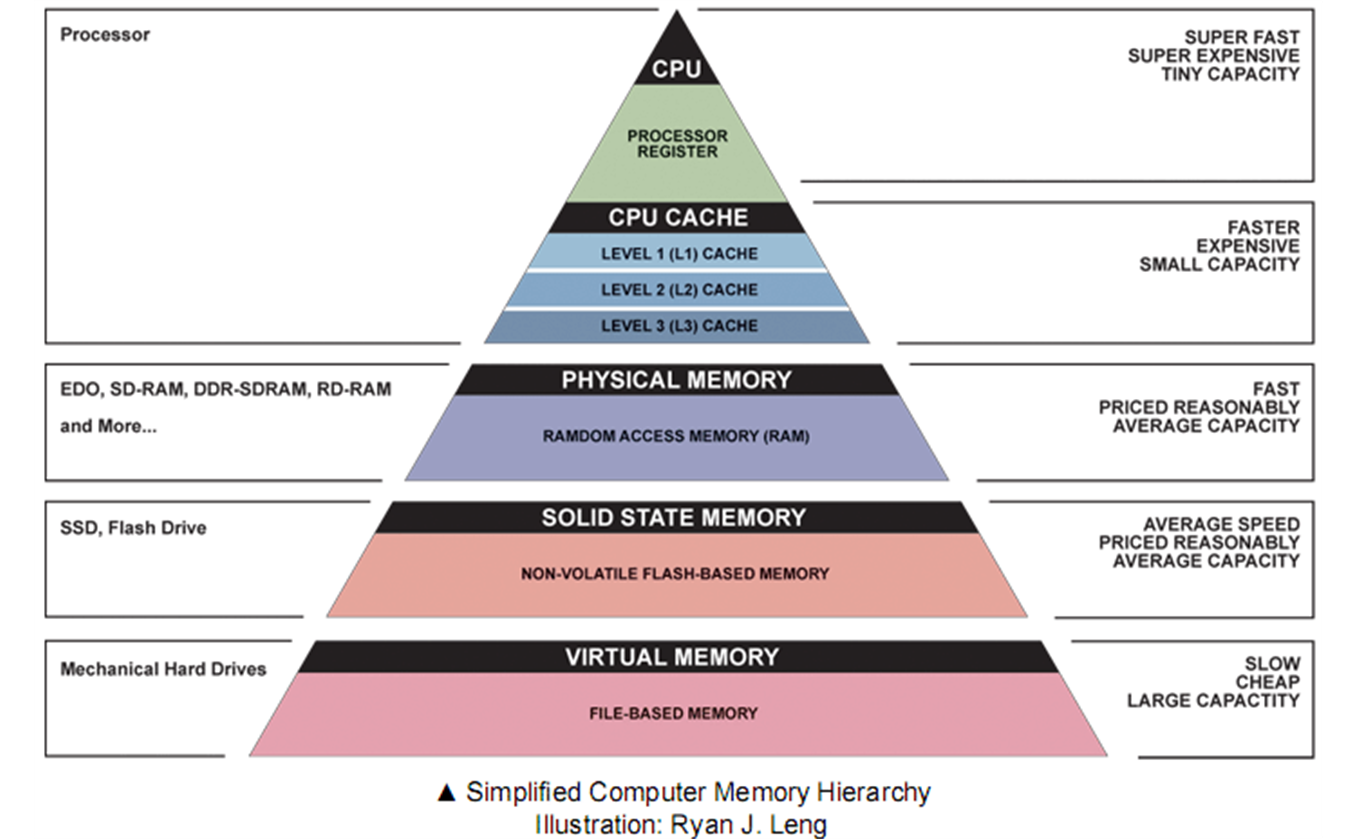 Processor
CPU
SUPER FAST
SUPER EXPENSIVE
TINY CAPACITY
PROCESSOR
REGISTER
CPU CACHE
LEVEL 1 (L1) CACHE
LEVEL 2 (L2) CACHE
LEVEL 3 (L3) CACHE
FASTER
EXPENSIVE
SMALL CAPACITY
EDO, SD-RAM, DDR-SDRAM, RD-RAM
and More...
PHYSICAL MEMORY
RAMDOM ACCESS MEMORY (RAM)
FAST
PRICED REASONABLY
AVERAGE CAPACITY
SSD, Flash Drive
SOLID STATE MEMORY
NON-VOLATILE FLASH-BASED MEMORY
AVERAGE SPEED
PRICED REASONABLY
AVERAGE CAPACITY
Mechanical Hard Drives
VIRTUAL MEMORY
FILE-BASED MEMORY
SLOW
CHEAP
LARGE CAPACTITY
▲ Simplified Computer Memory Hierarchy
Illustration: Ryan J. Leng